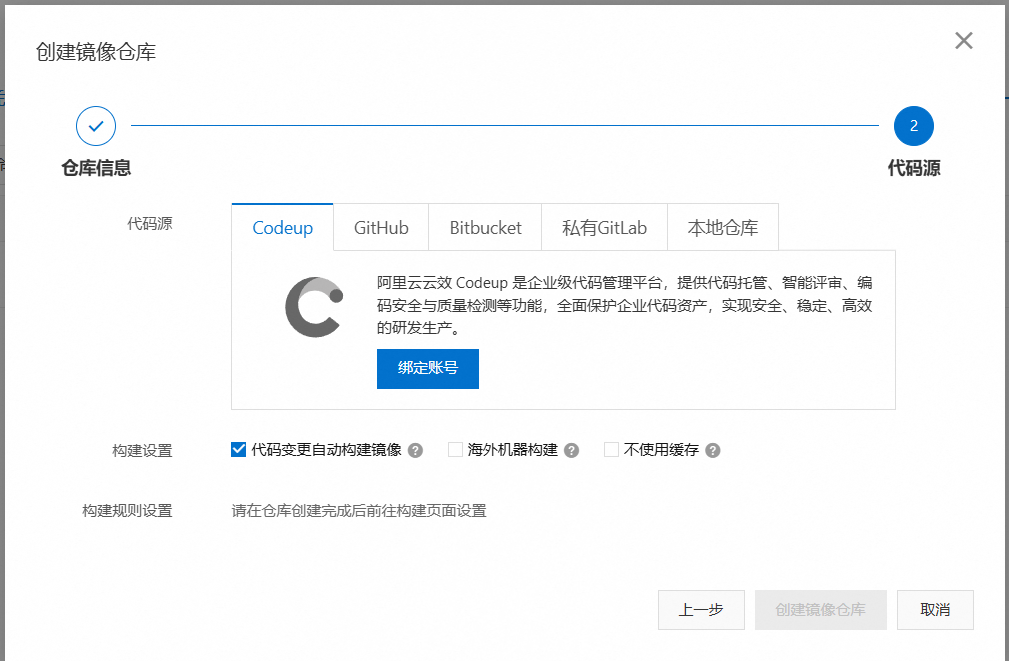 创建镜像仓库
2
仓库信息
代码源
代码源
Codeup
GitHub
Bitbucket
私有GitLab
本地仓库
阿里云云效 Codeup 是企业级代码管理平台，提供代码托管、智能评审、编
码安全与质量检测等功能，全面保护企业代码资产，实现安全、稳定、高效
的研发生产。
绑定账号
构建设置
代码变更自动构建镜像
海外机器构建
不使用缓存
构建规则设置
请在仓库创建完成后前往构建页面设置
上一步
创建镜像仓库
取消